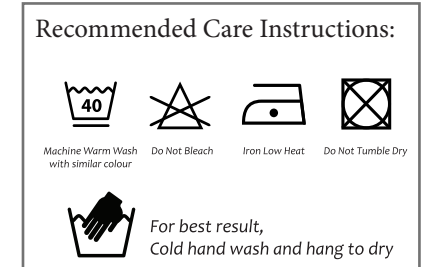 Recommended Care Instructions:
40
Machine Warm Wash
with similar colour
Do Not Bleach
Iron Low Heat
Do Not Tumble Dry
For best result,
Cold hand wash and hang to dry